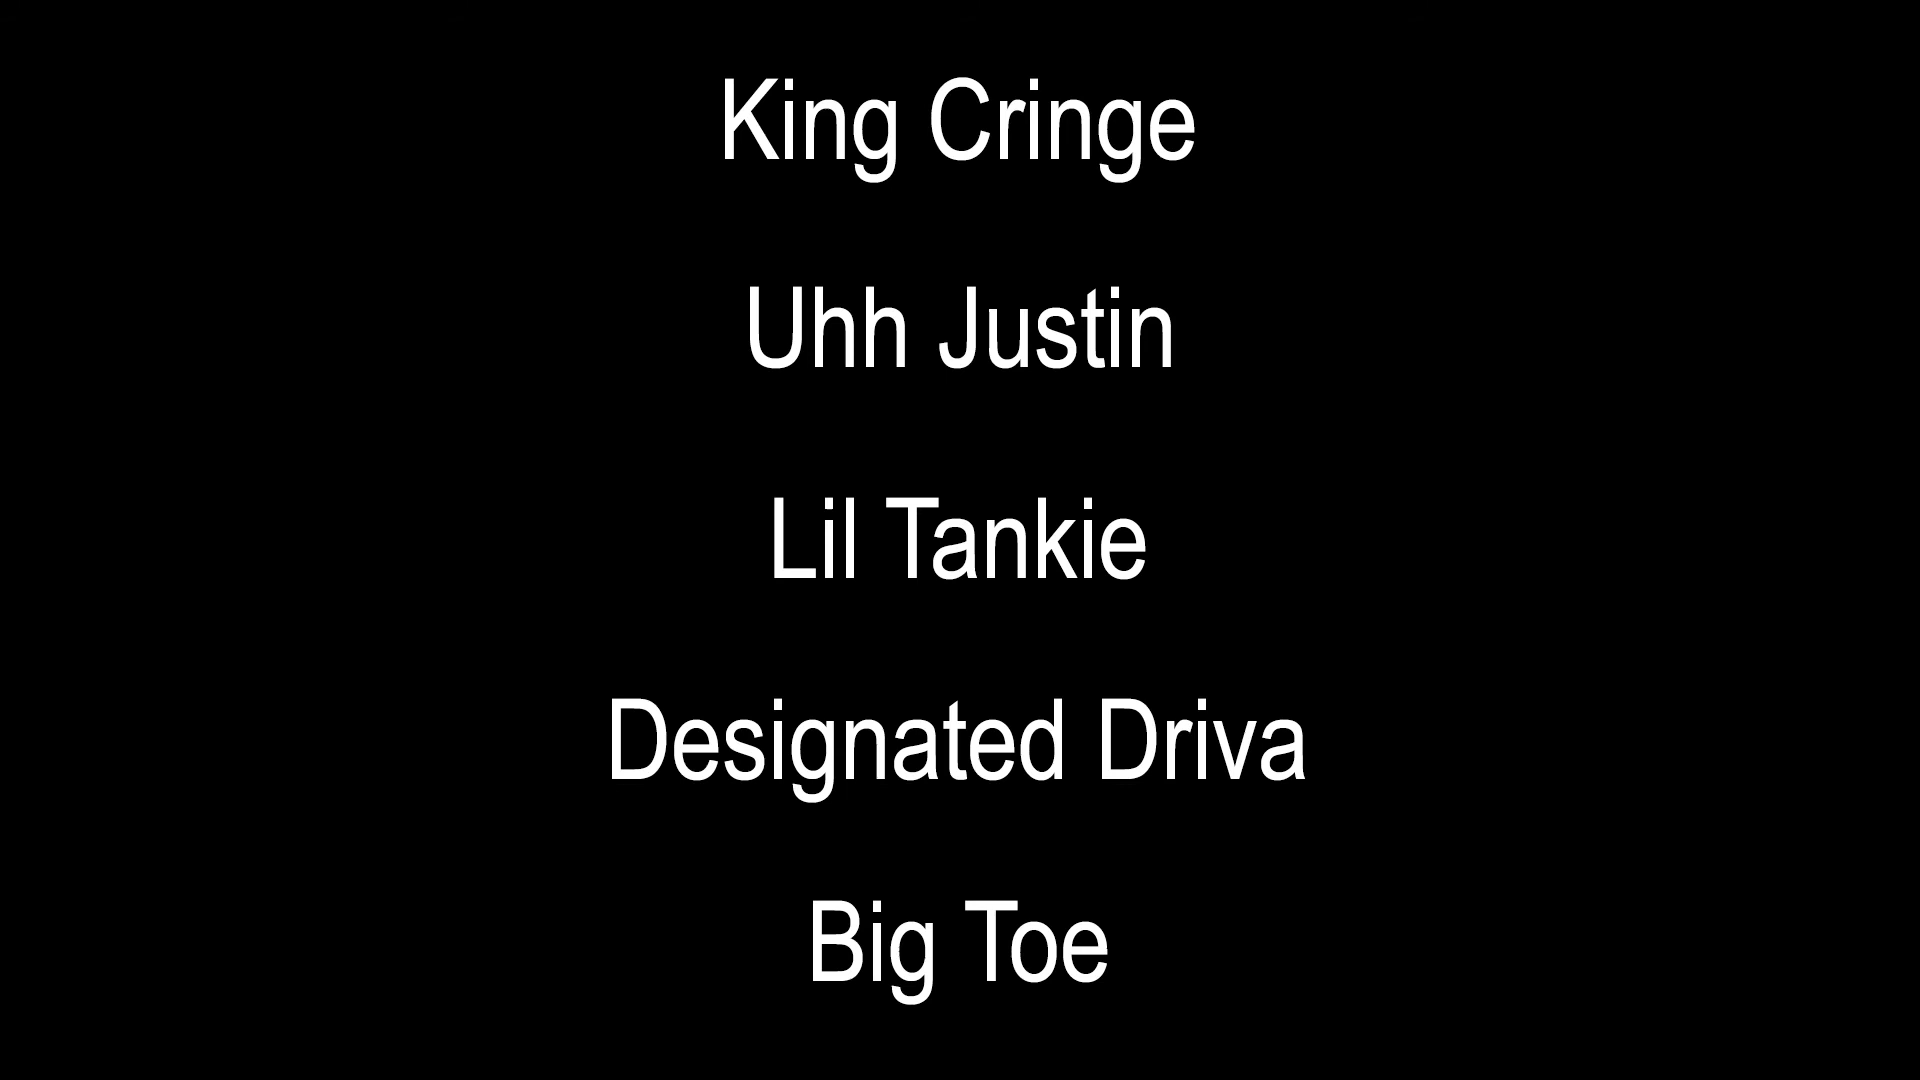 King Cringe
Uhh Justin
Lil Tankie
Designated Driva
Big Toe